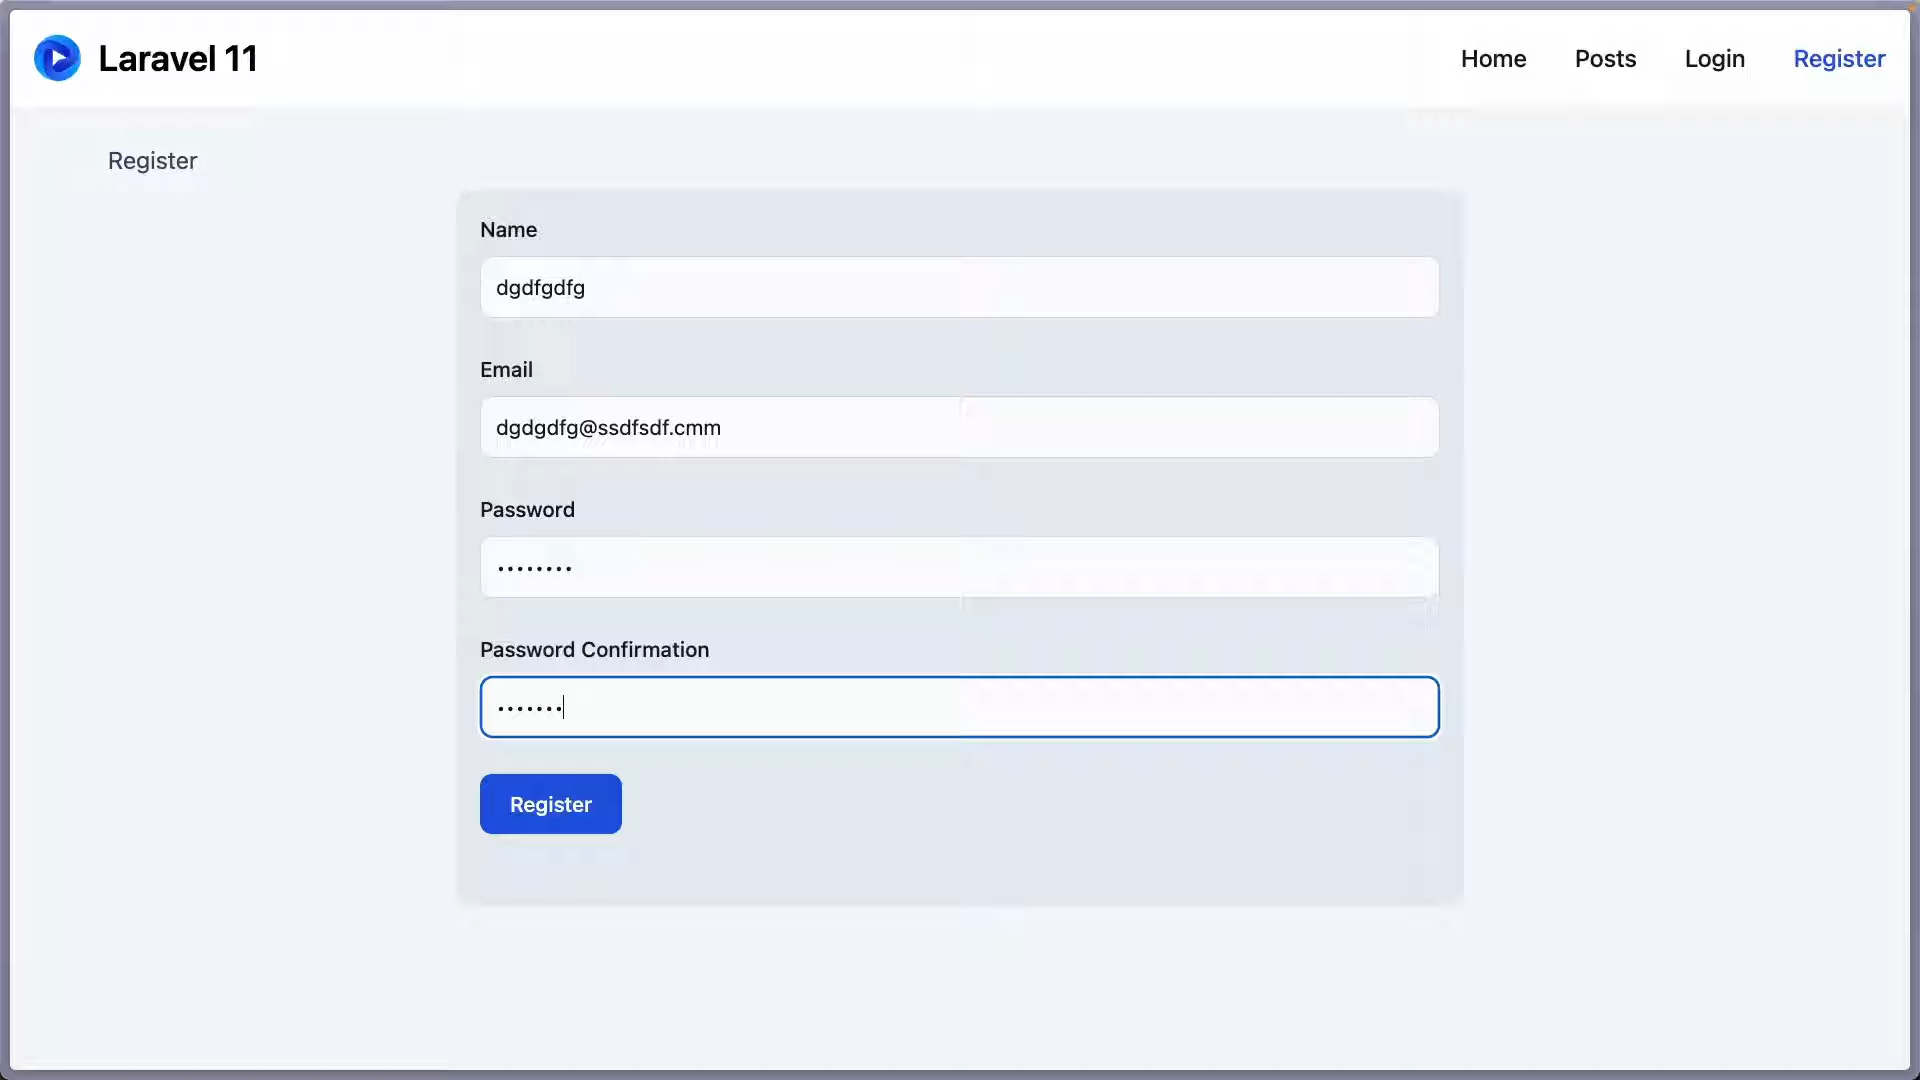 Laravel 11
Home Posts Login Register
Register
Name
dgdfgdfg
Email
dgdgdfg@ssdfsdf.cmm
Password
••••••••
Password Confirmation
•••••••
Register